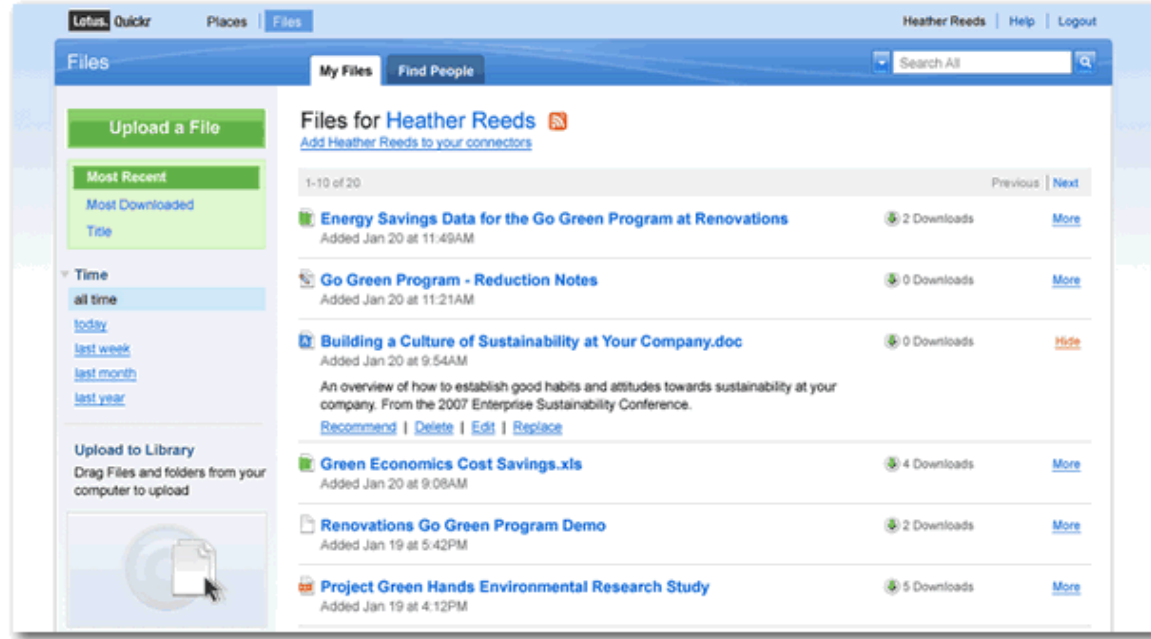 Lotus. Quickr Places Files Heather Reeds Help Logout
Files My Files Find People Search All
Upload a File
Most Recent
Most Downloaded
Title
Time
all time
today
last week
last month
last year
Upload to Library
Drag Files and folders from your
computer to upload
Files for Heather Reeds
Add Heather Reeds to your connectors
1-10 of 20 Previous | Next
Energy Savings Data for the Go Green Program at Renovations 2 Downloads More
Added Jan 20 at 11:49AM
Go Green Program - Reduction Notes 0 Downloads More
Added Jan 20 at 11:21AM
Building a Culture of Sustainability at Your Company.doc 0 Downloads Hide
Added Jan 20 at 9:54AM
An overview of how to establish good habits and attitudes towards sustainability at your
company. From the 2007 Enterprise Sustainability Conference.
Recommend | Delete | Edit | Replace
Green Economics Cost Savings.xls 4 Downloads More
Added Jan 20 at 9:08AM
Renovations Go Green Program Demo 2 Downloads More
Added Jan 19 at 5:42PM
Project Green Hands Environmental Research Study 5 Downloads More
Added Jan 19 at 4:12PM